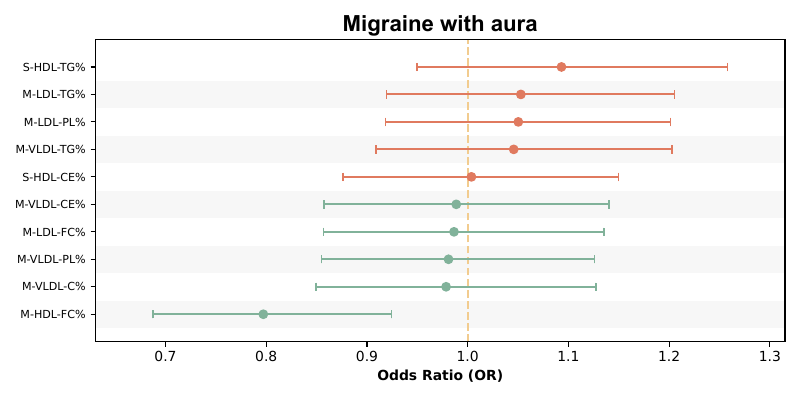 Migraine with aura
S-HDL-TG%
M-LDL-TG%
M-LDL-PL%
M-VLDL-TG%
S-HDL-CE%
M-VLDL-CE%
M-LDL-FC%
M-VLDL-PL%
M-VLDL-C%
M-HDL-FC%
0.7 0.8 0.9 1.0 1.1 1.2 1.3
Odds Ratio (OR)